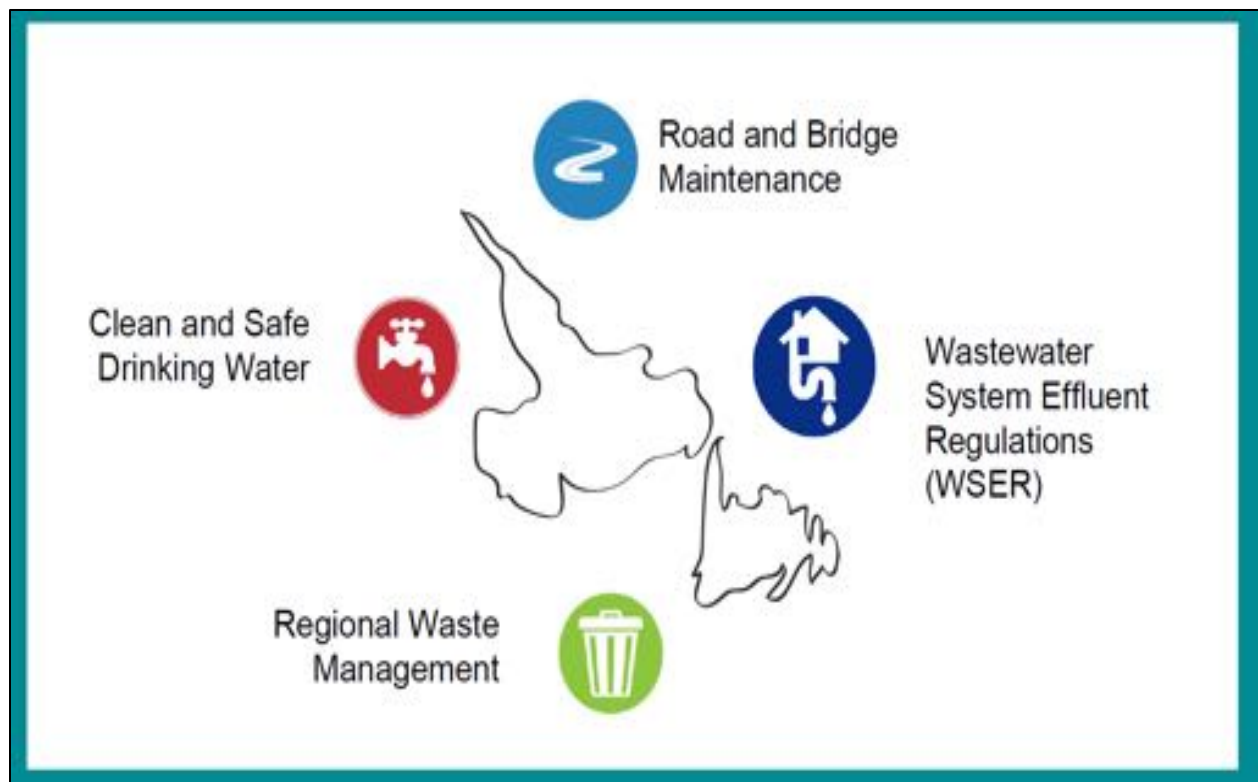 Road and Bridge
Maintenance
Clean and Safe
Drinking Water
Wastewater
System Effluent
Regulations
(WSER)
Regional Waste
Management